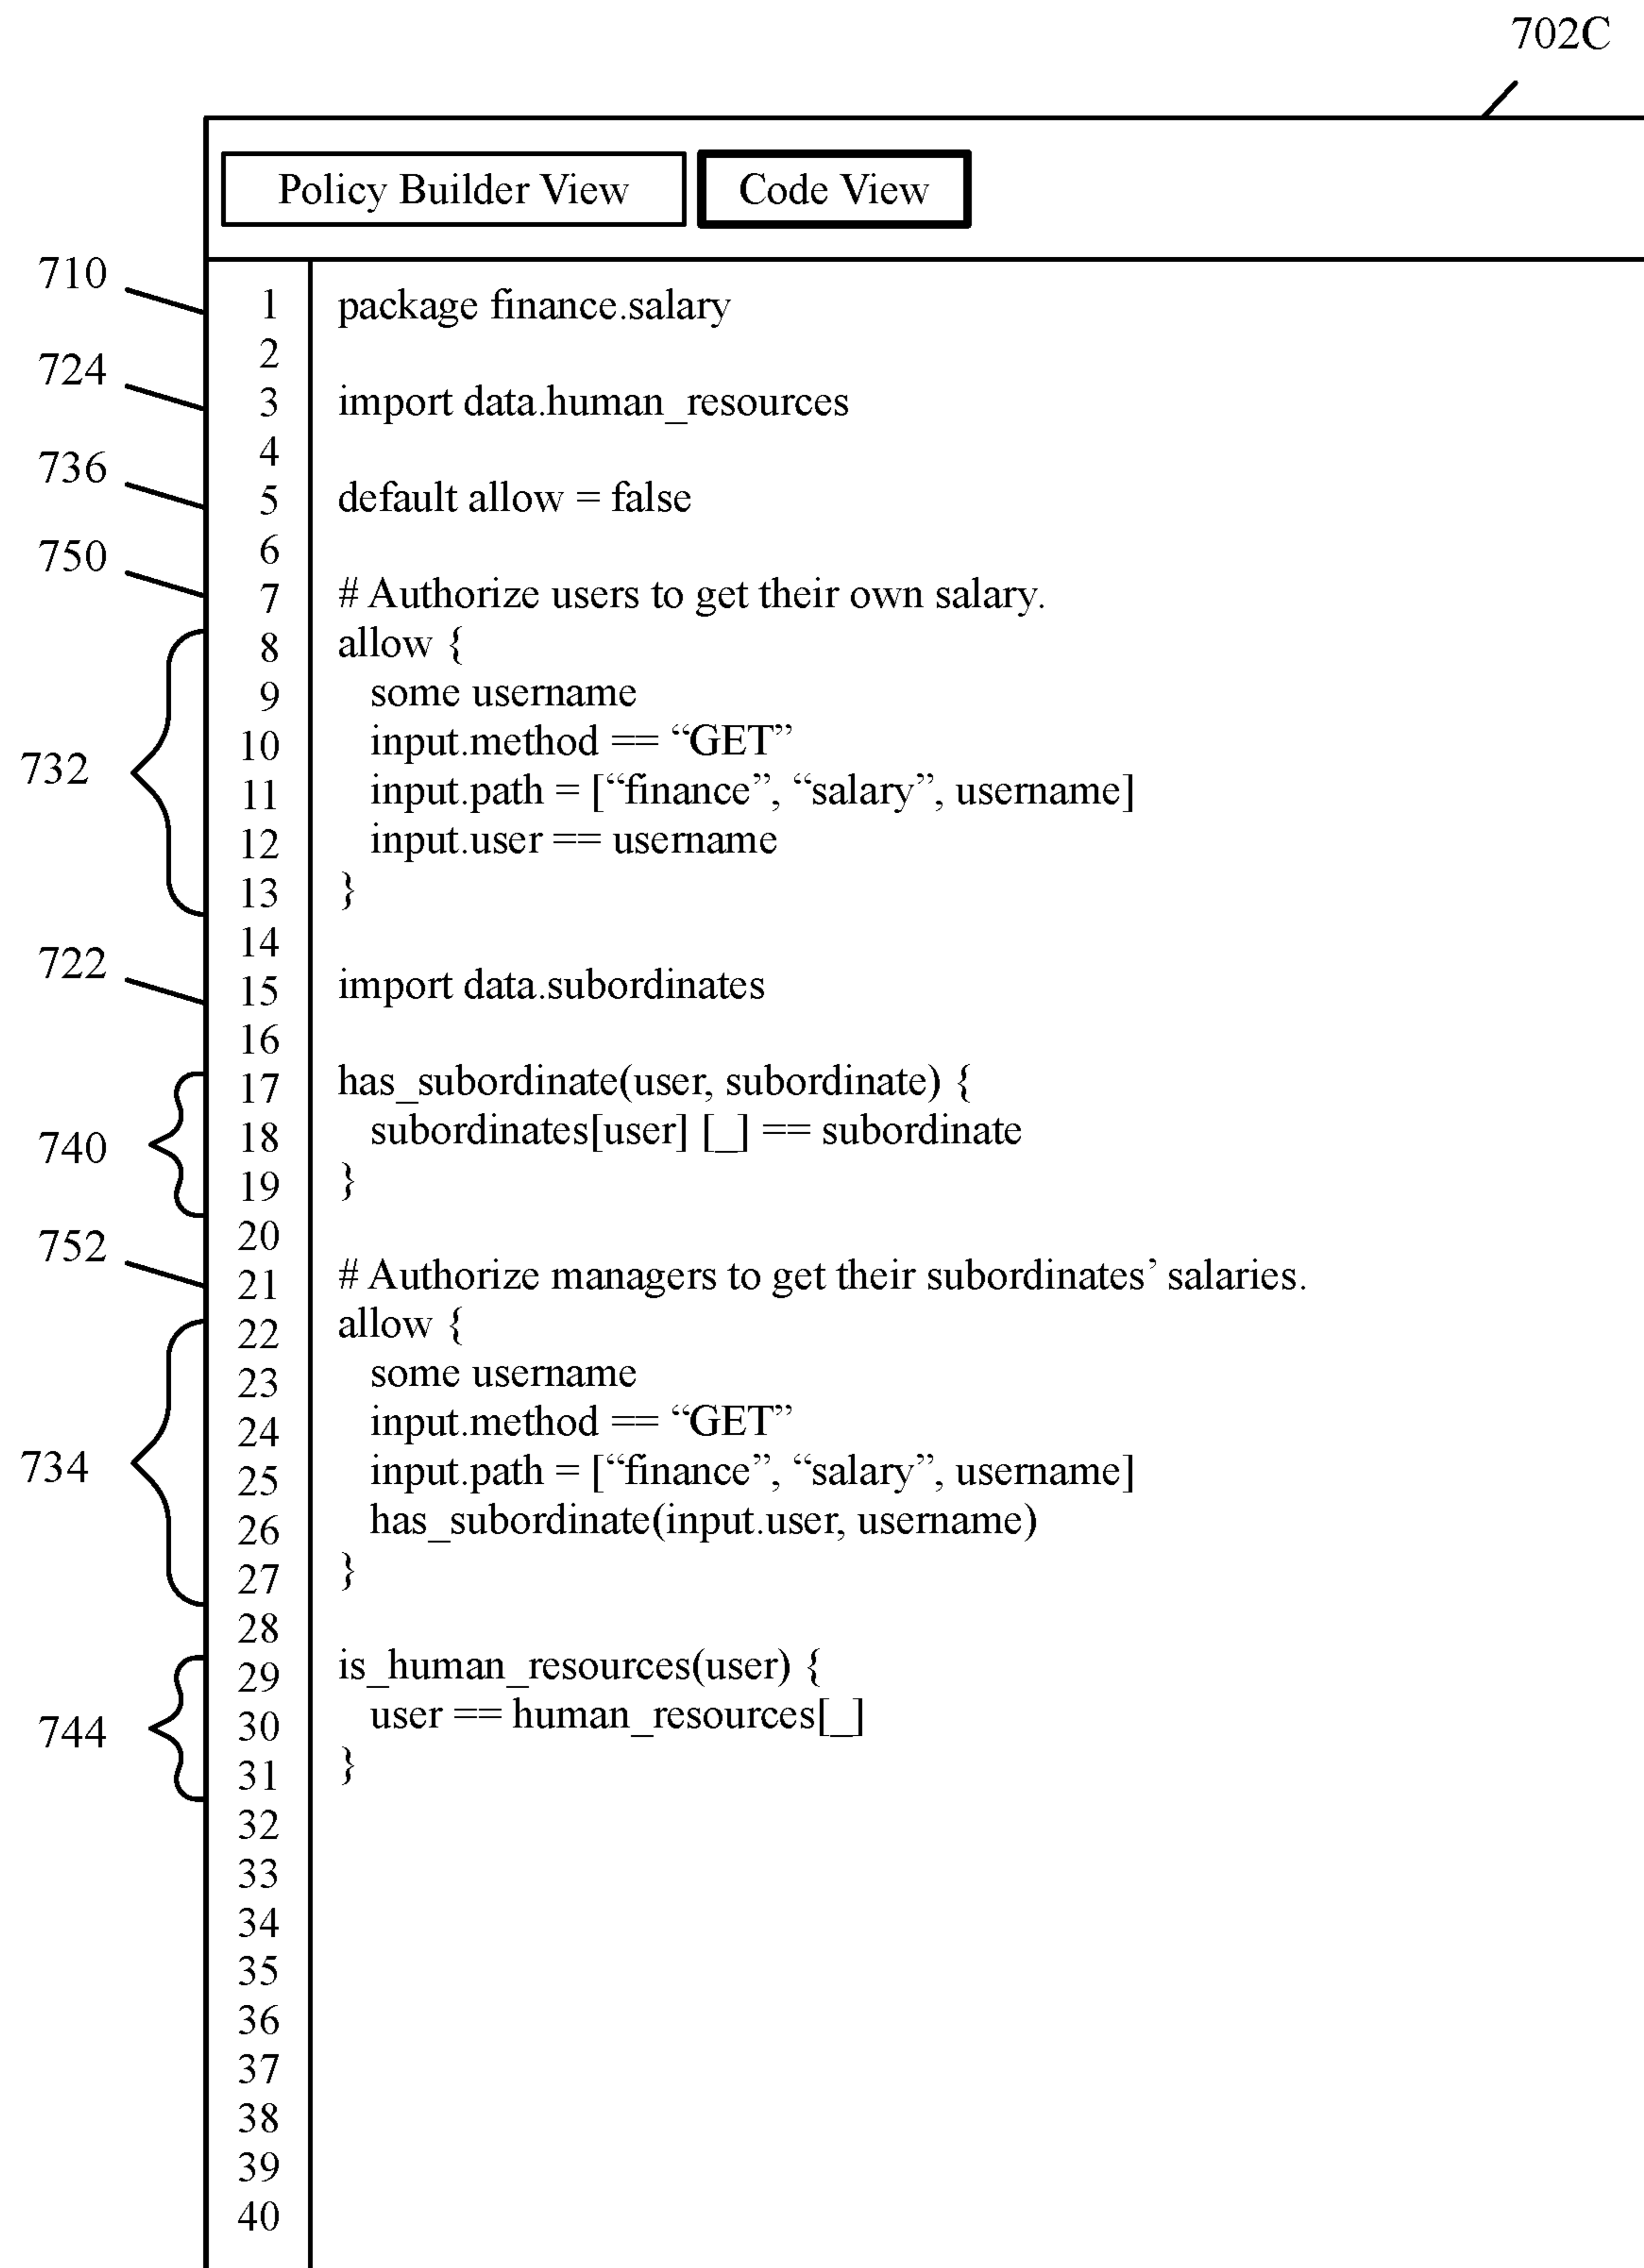 702C
Policy Builder View Code View
710 1 package finance.salary
2
724 3 import data.human_resources
4
736 5 default allow = false
6
750 7 # Authorize users to get their own salary.
8 allow {
9 some username
10 input.method == “GET”
732 11 input.path = [“finance”, “salary”, username]
12 input.user == username
13 }
14
722 15 import data.subordinates
16
17 has_subordinate(user, subordinate) {
740 18 subordinates[user] [_] == subordinate
19 }
20
752 21 # Authorize managers to get their subordinates’ salaries.
22 allow {
23 some username
24 input.method == “GET”
734 25 input.path = [“finance”, “salary”, username]
26 has_subordinate(input.user, username)
27 }
28
29 is_human_resources(user) {
744 30 user == human_resources[_]
31 }
32
33
34
35
36
37
38
39
40